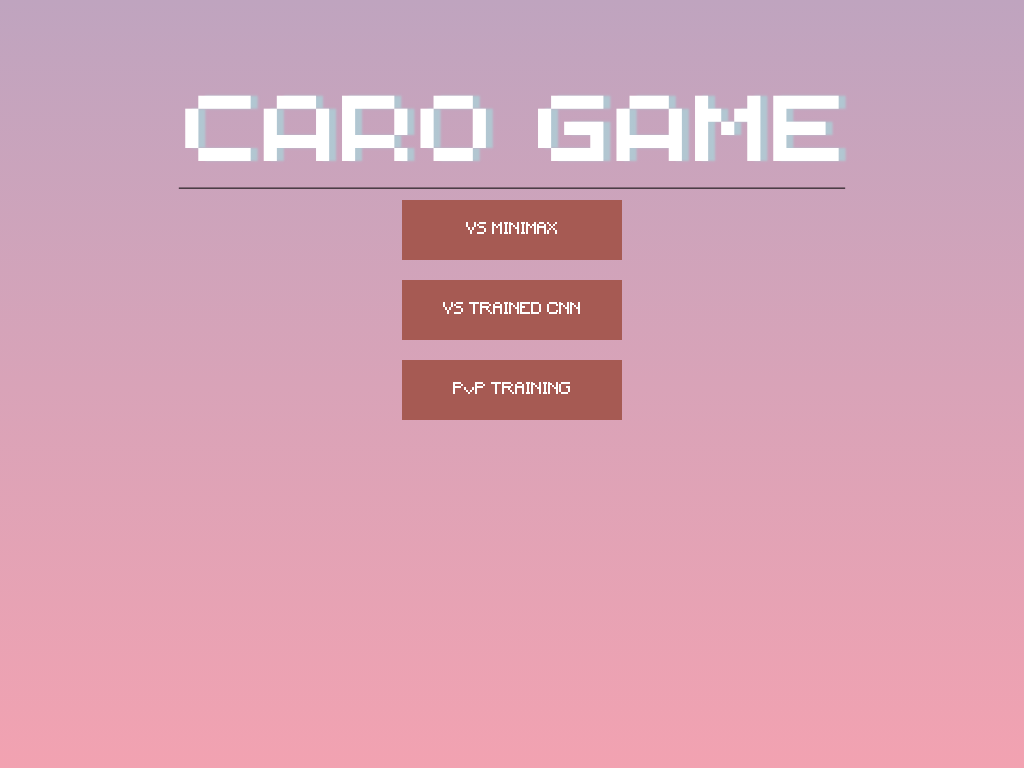 CARO GAME
VS MINIMAX
VS TRAINED CNN
PvP TRAINING